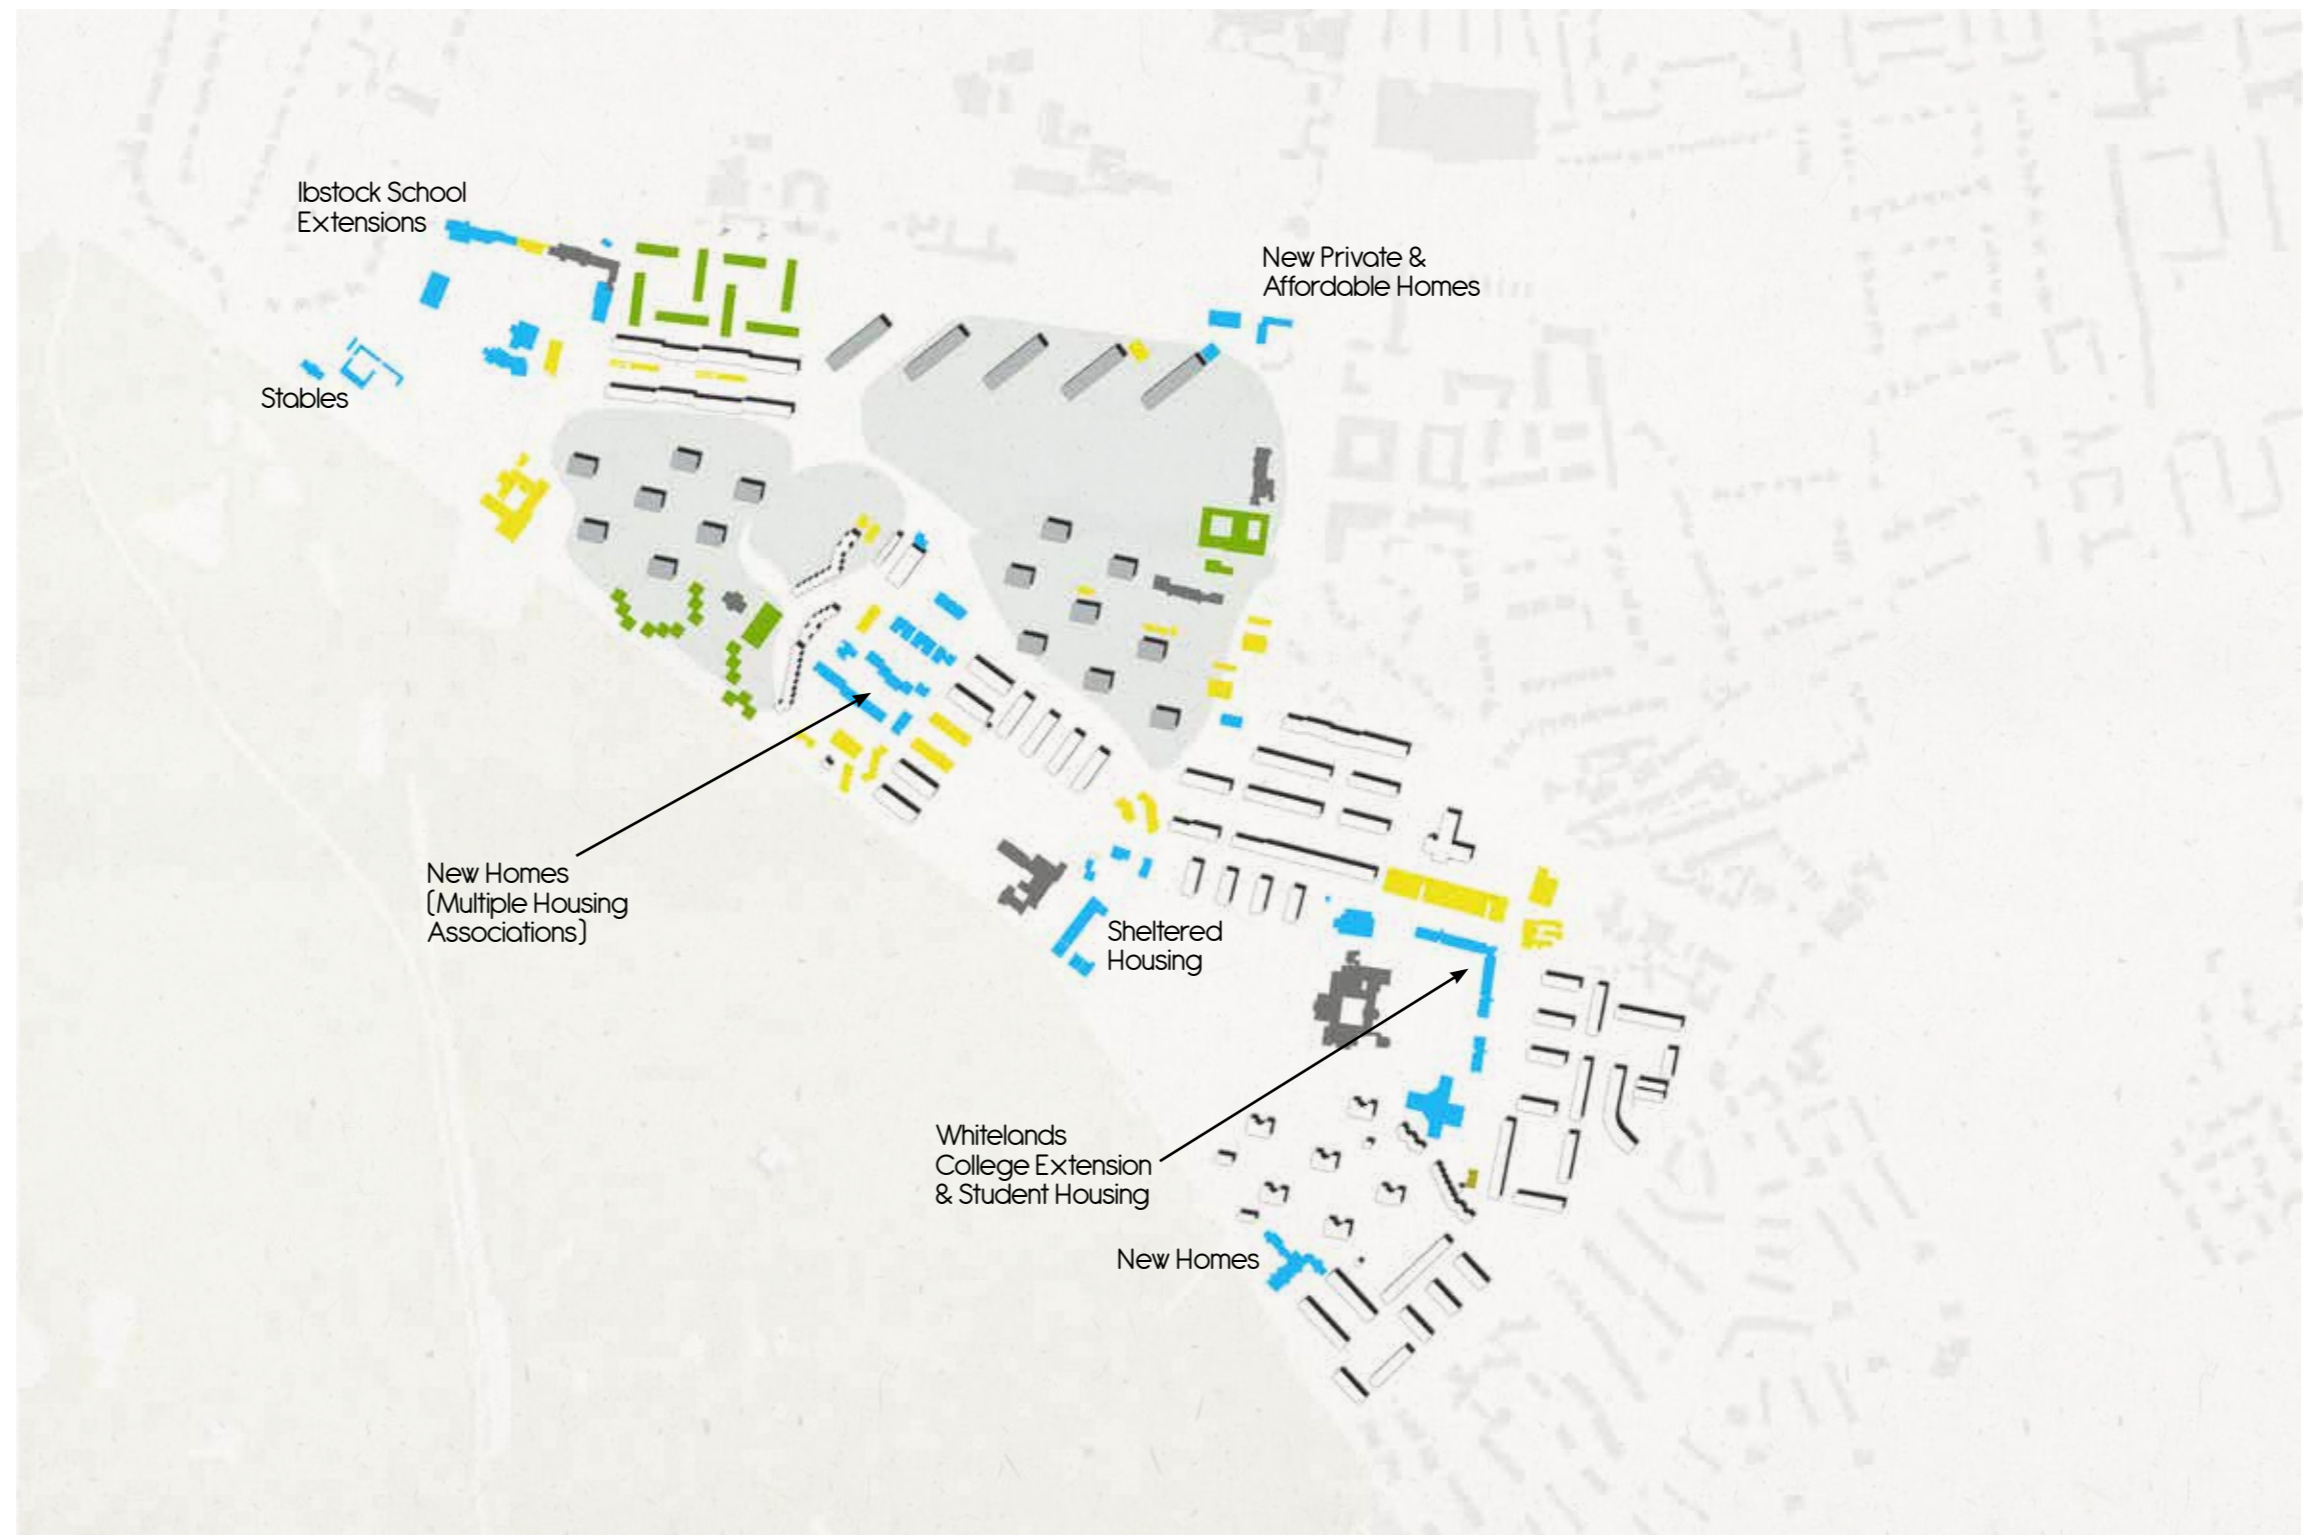 Ibstock School
Extensions
New Private &
Affordable Homes
Stables
New Homes
(Multiple Housing
Associations)
Sheltered
Housing
Whitelands
College Extension
& Student Housing
New Homes